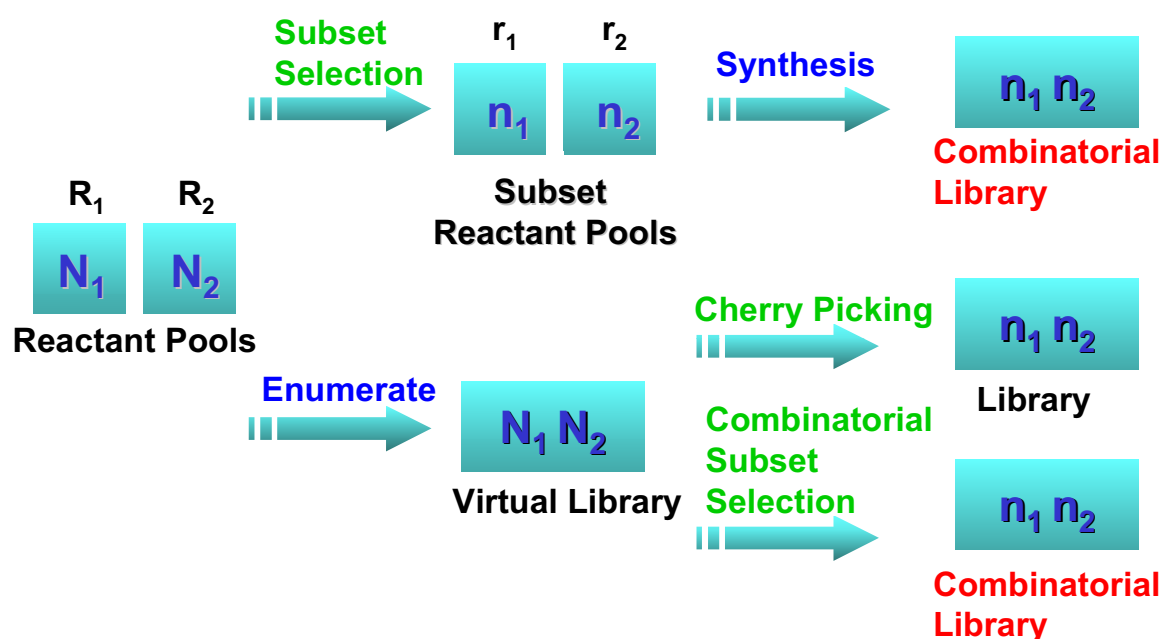 Subset
Selection
r₁ r₂
n₁ n₂
Subset
Reactant Pools
Synthesis
n₁ n₂
Combinatorial
Library
R₁ R₂
N₁ N₂
Reactant Pools
Enumerate
N₁ N₂
Virtual Library
Cherry Picking
n₁ n₂
Library
Combinatorial
Subset
Selection
n₁ n₂
Combinatorial
Library